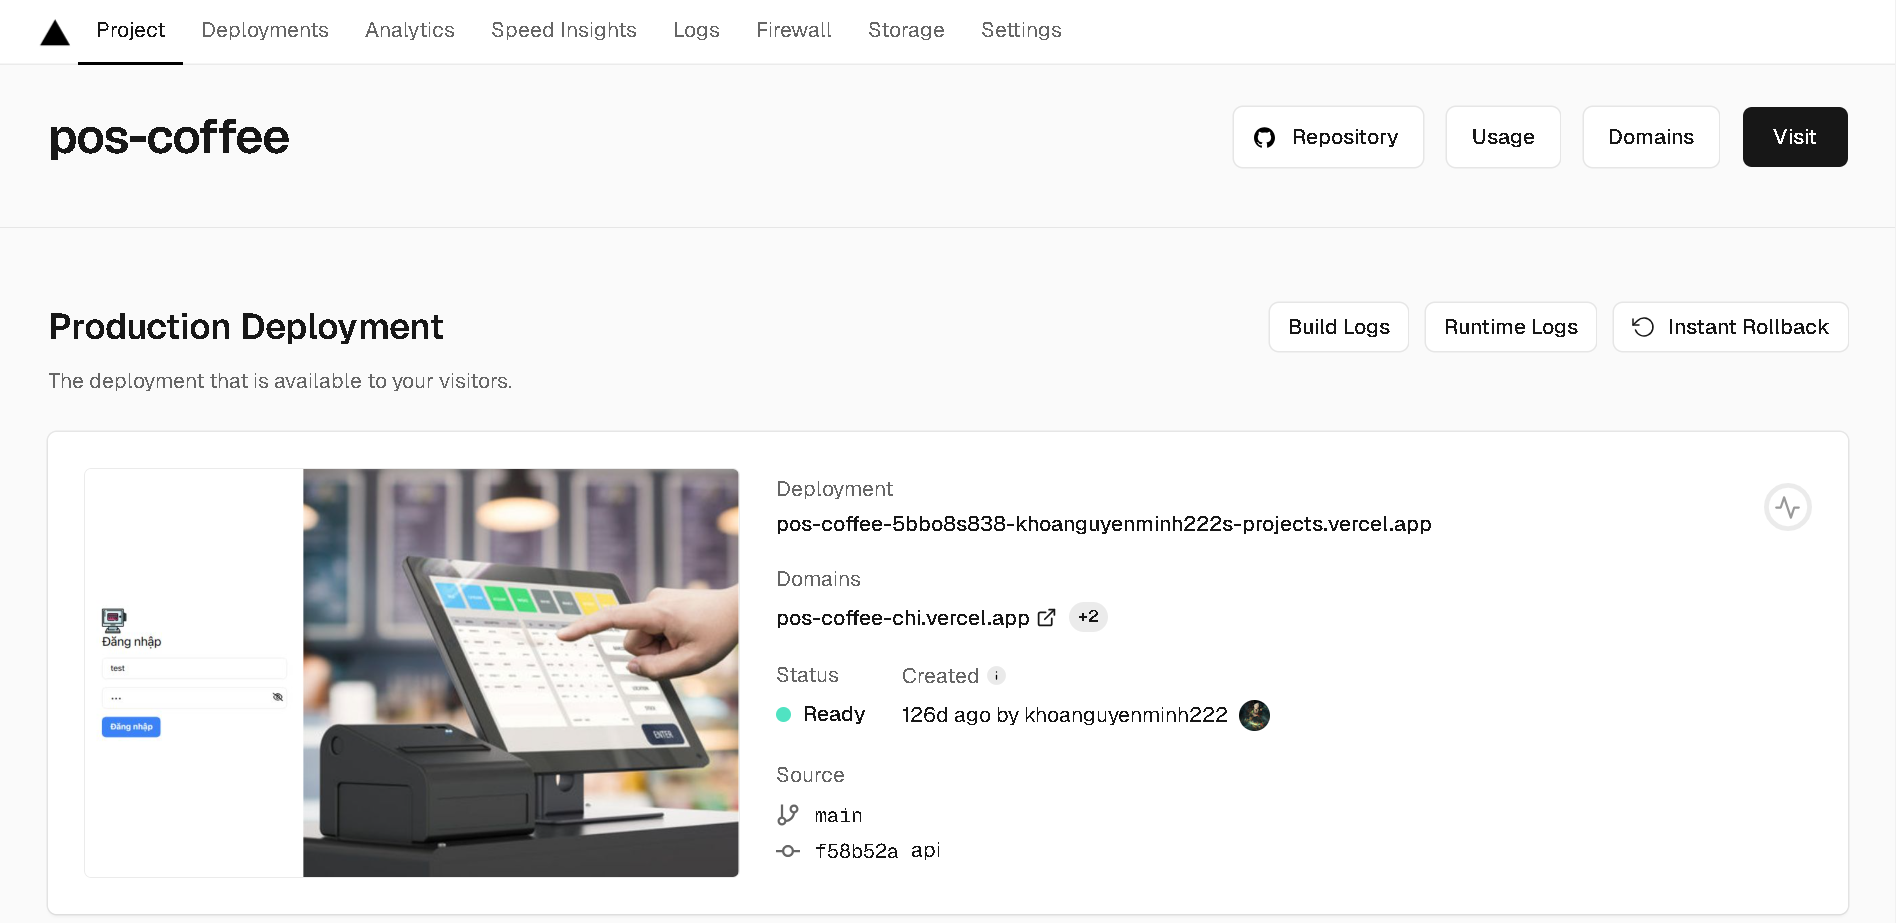 Project Deployments Analytics Speed Insights Logs Firewall Storage Settings
pos-coffee
Repository Usage Domains Visit
Production Deployment
Build Logs Runtime Logs Instant Rollback
The deployment that is available to your visitors.
Đăng nhập
test
Đăng nhập
ENTER
Deployment
pos-coffee-5bbo8s838-khoanguyenminh222s-projects.vercel.app
Domains
pos-coffee-chi.vercel.app +2
Status Created
Ready 126d ago by khoanguyenminh222
Source
main
f58b52a api